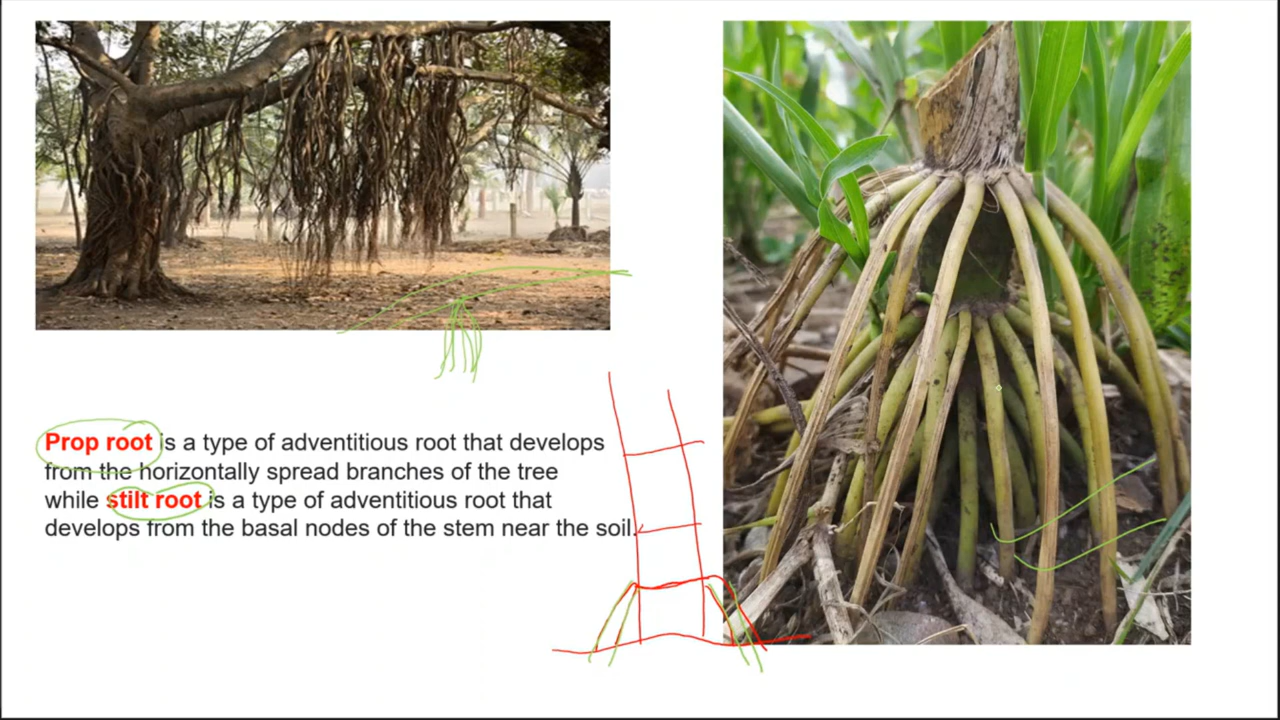 Prop root is a type of adventitious root that develops
from the horizontally spread branches of the tree
while stilt root is a type of adventitious root that
develops from the basal nodes of the stem near the soil.